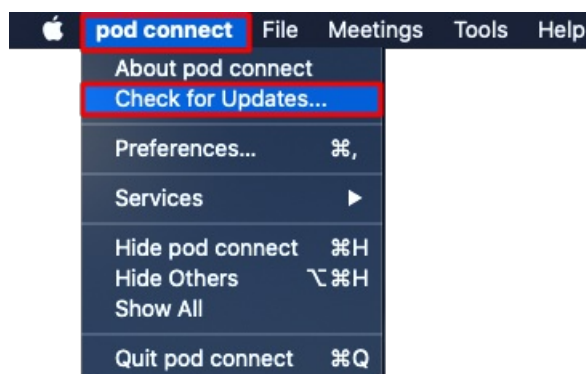 pod connect File Meetings Tools Help
About pod connect
Check for Updates...
Preferences... ⌘,
Services ▶
Hide pod connect ⌘H
Hide Others ⌥⌘H
Show All
Quit pod connect ⌘Q